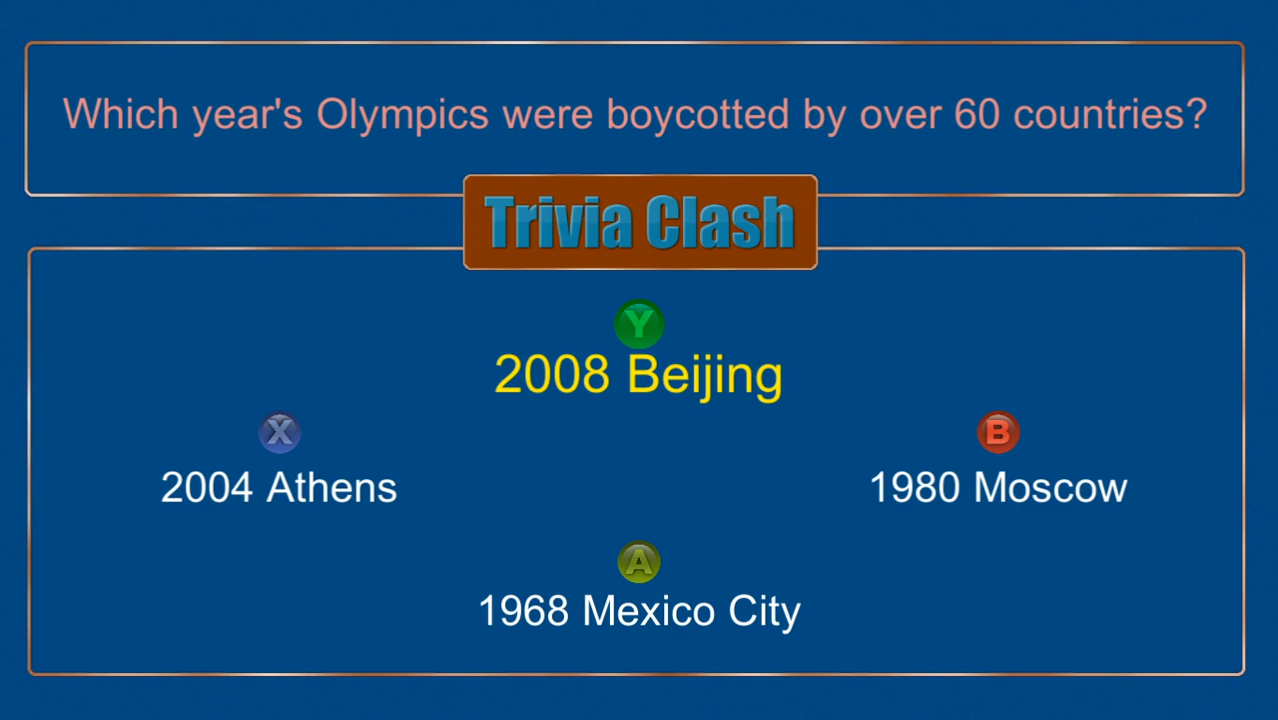 Which year's Olympics were boycotted by over 60 countries?
Trivia Clash
Y
2008 Beijing
X
B
2004 Athens
1980 Moscow
A
1968 Mexico City